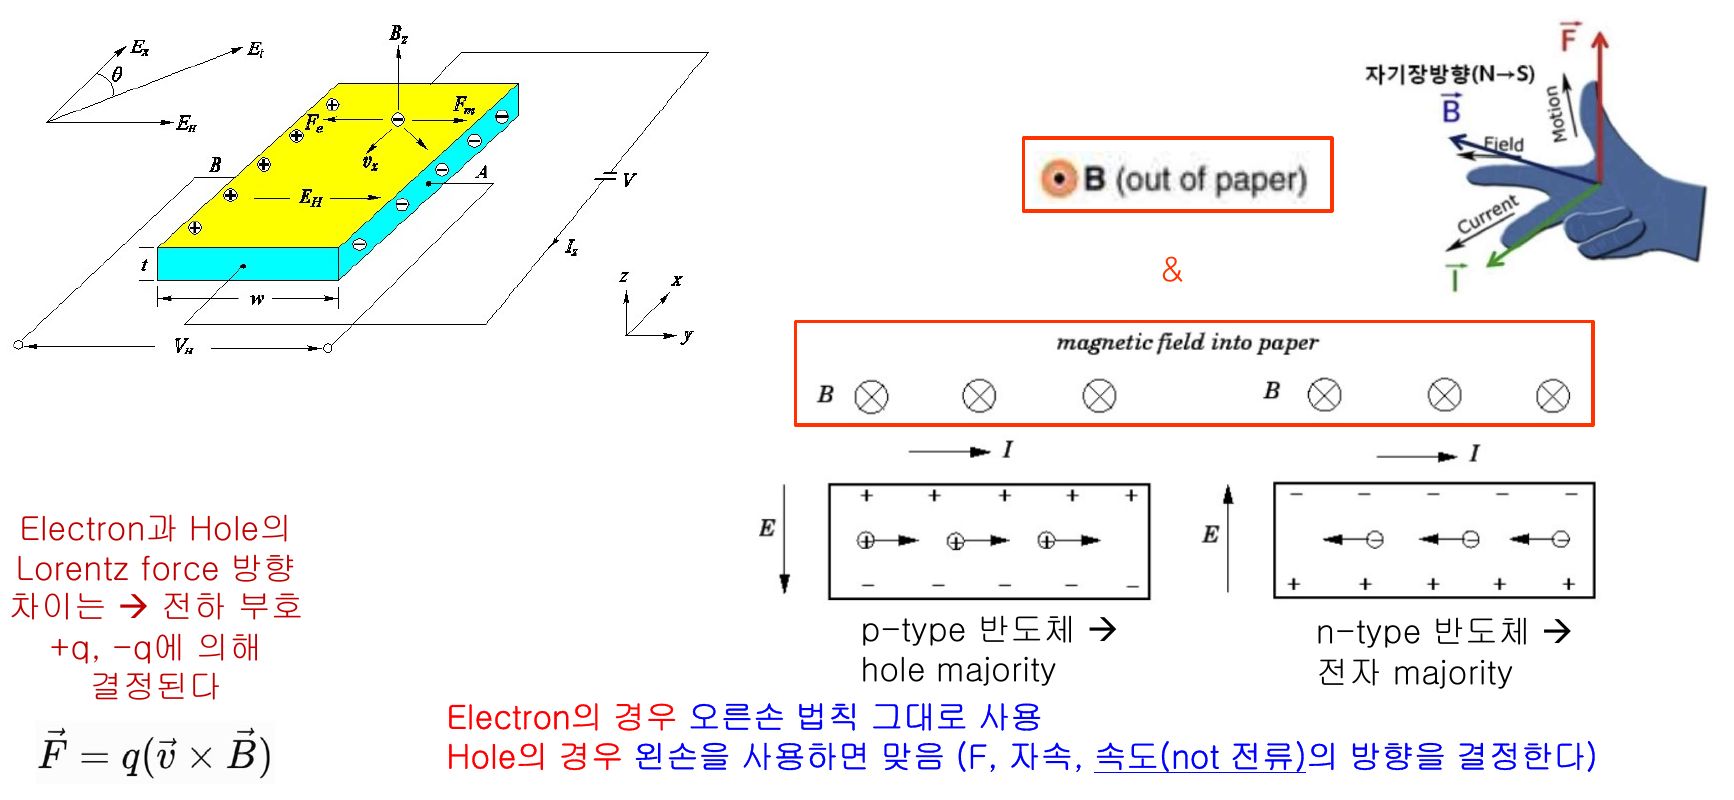 E_x
θ
E_t
E_H
B_z
F_e
F_m
v_x
B
A
E_H
V
I_z
t
w
V_H
z
x
y
B (out of paper)
&
자기장방향(N→S)
F
B
Field
Motion
Current
I
magnetic field into paper
B
B
I
I
+ + + + +
E
+ + +
− − − − −
− − − − −
E
− − −
+ + + + +
p-type 반도체 →
hole majority
n-type 반도체 →
전자 majority
Electron과 Hole의
Lorentz force 방향
차이는 → 전하 부호
+q, -q에 의해
결정된다
F = q(v × B)
Electron의 경우 오른손 법칙 그대로 사용
Hole의 경우 왼손을 사용하면 맞음 (F, 자속, 속도(not 전류)의 방향을 결정한다)